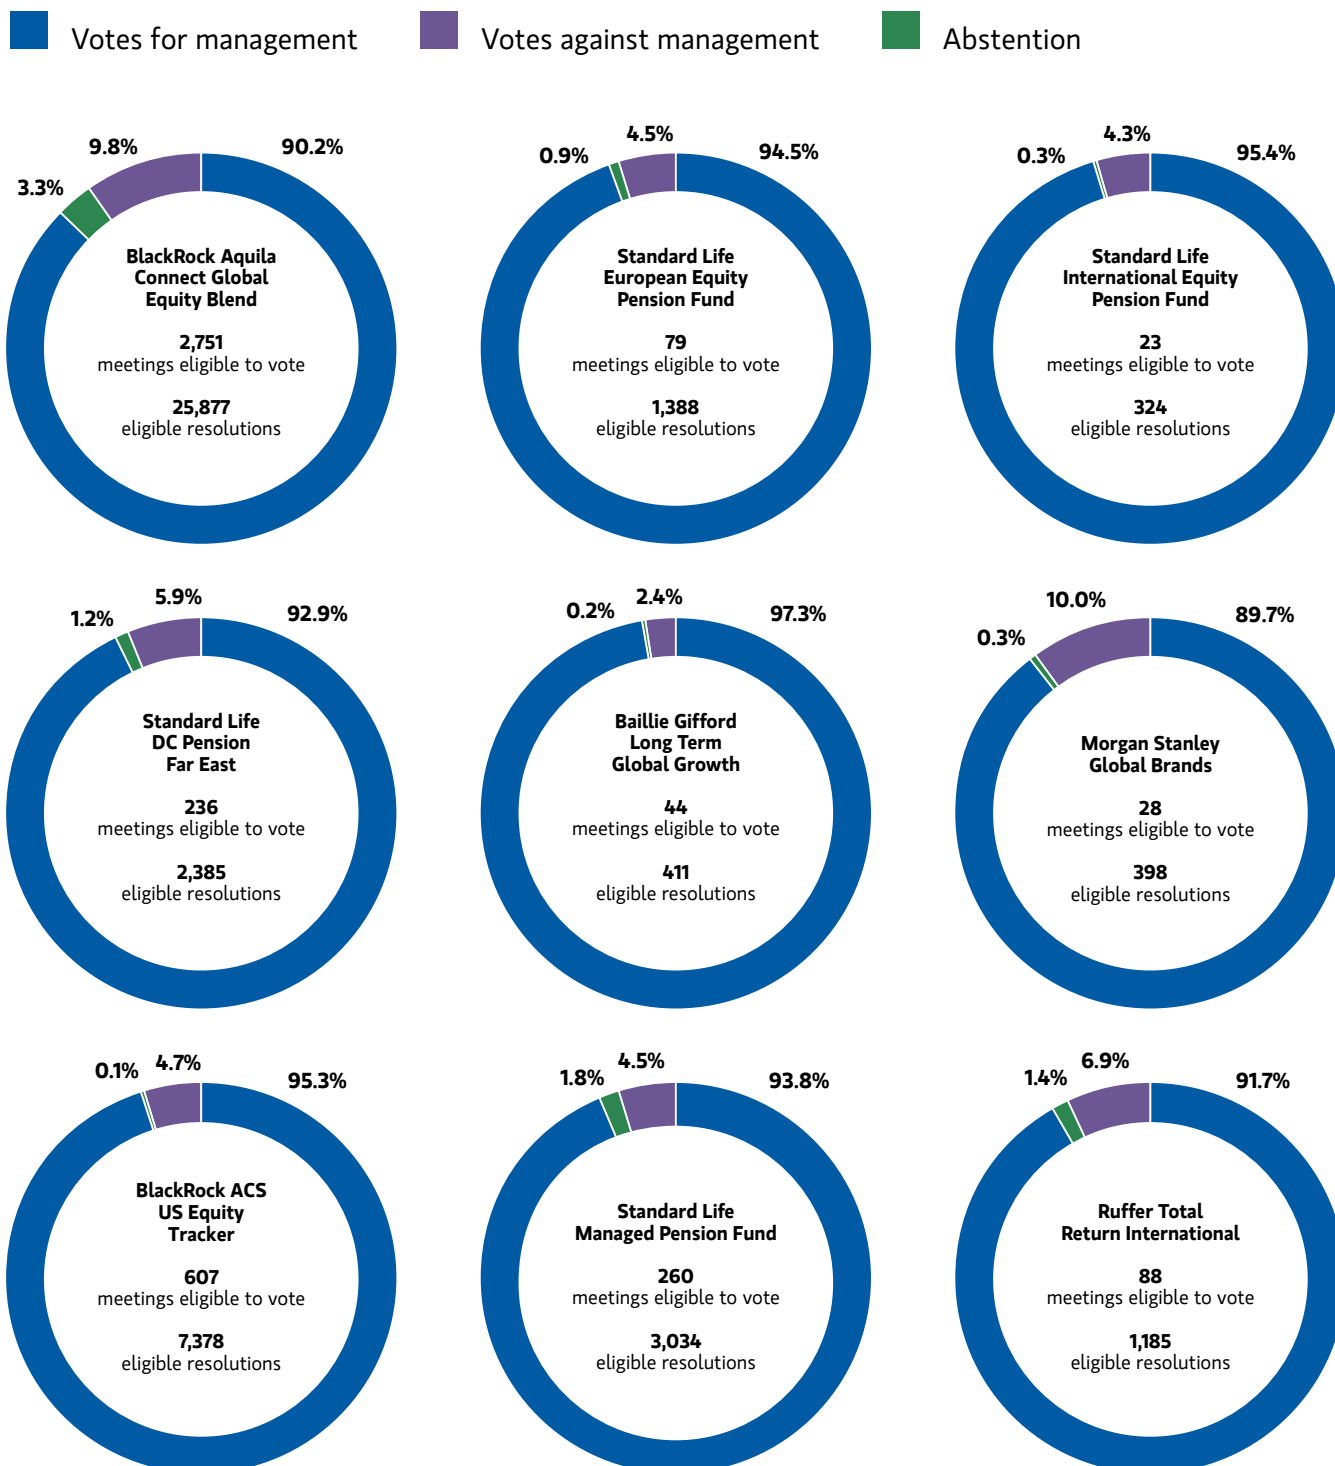 Votes for management
Votes against management
Abstention
9.8%
90.2%
3.3%
BlackRock Aquila
Connect Global
Equity Blend
2,751
meetings eligible to vote
25,877
eligible resolutions
4.5%
0.9%
94.5%
Standard Life
European Equity
Pension Fund
79
meetings eligible to vote
1,388
eligible resolutions
4.3%
0.3%
95.4%
Standard Life
International Equity
Pension Fund
23
meetings eligible to vote
324
eligible resolutions
5.9%
1.2%
92.9%
Standard Life
DC Pension
Far East
236
meetings eligible to vote
2,385
eligible resolutions
2.4%
0.2%
97.3%
Baillie Gifford
Long Term
Global Growth
44
meetings eligible to vote
411
eligible resolutions
10.0%
0.3%
89.7%
Morgan Stanley
Global Brands
28
meetings eligible to vote
398
eligible resolutions
4.7%
0.1%
95.3%
BlackRock ACS
US Equity
Tracker
607
meetings eligible to vote
7,378
eligible resolutions
4.5%
1.8%
93.8%
Standard Life
Managed Pension Fund
260
meetings eligible to vote
3,034
eligible resolutions
6.9%
1.4%
91.7%
Ruffer Total
Return International
88
meetings eligible to vote
1,185
eligible resolutions